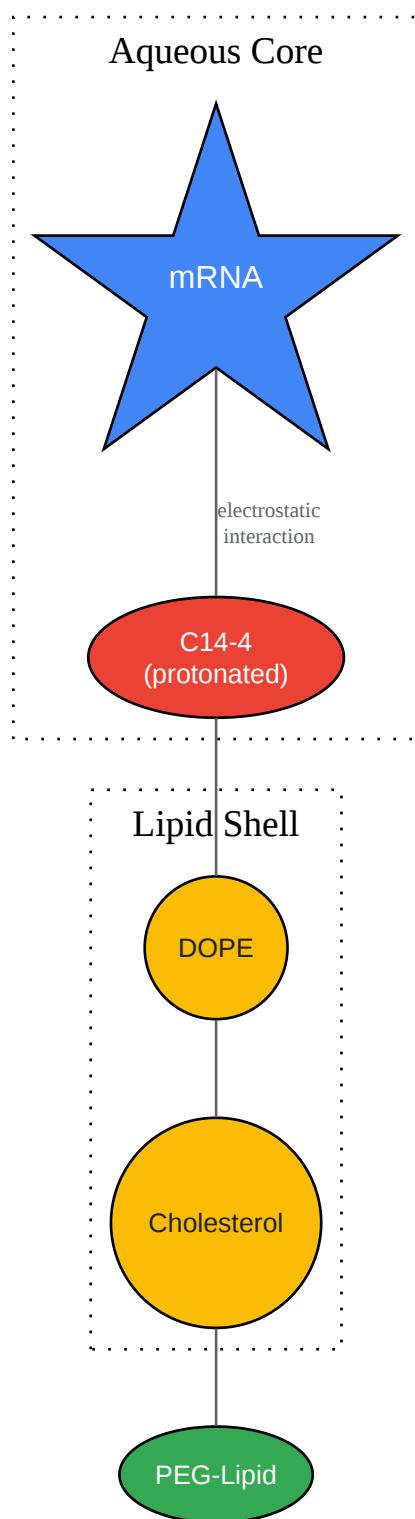 Aqueous Core
mRNA
electrostatic
interaction
C14-4
(protonated)
Lipid Shell
DOPE
Cholesterol
PEG-Lipid